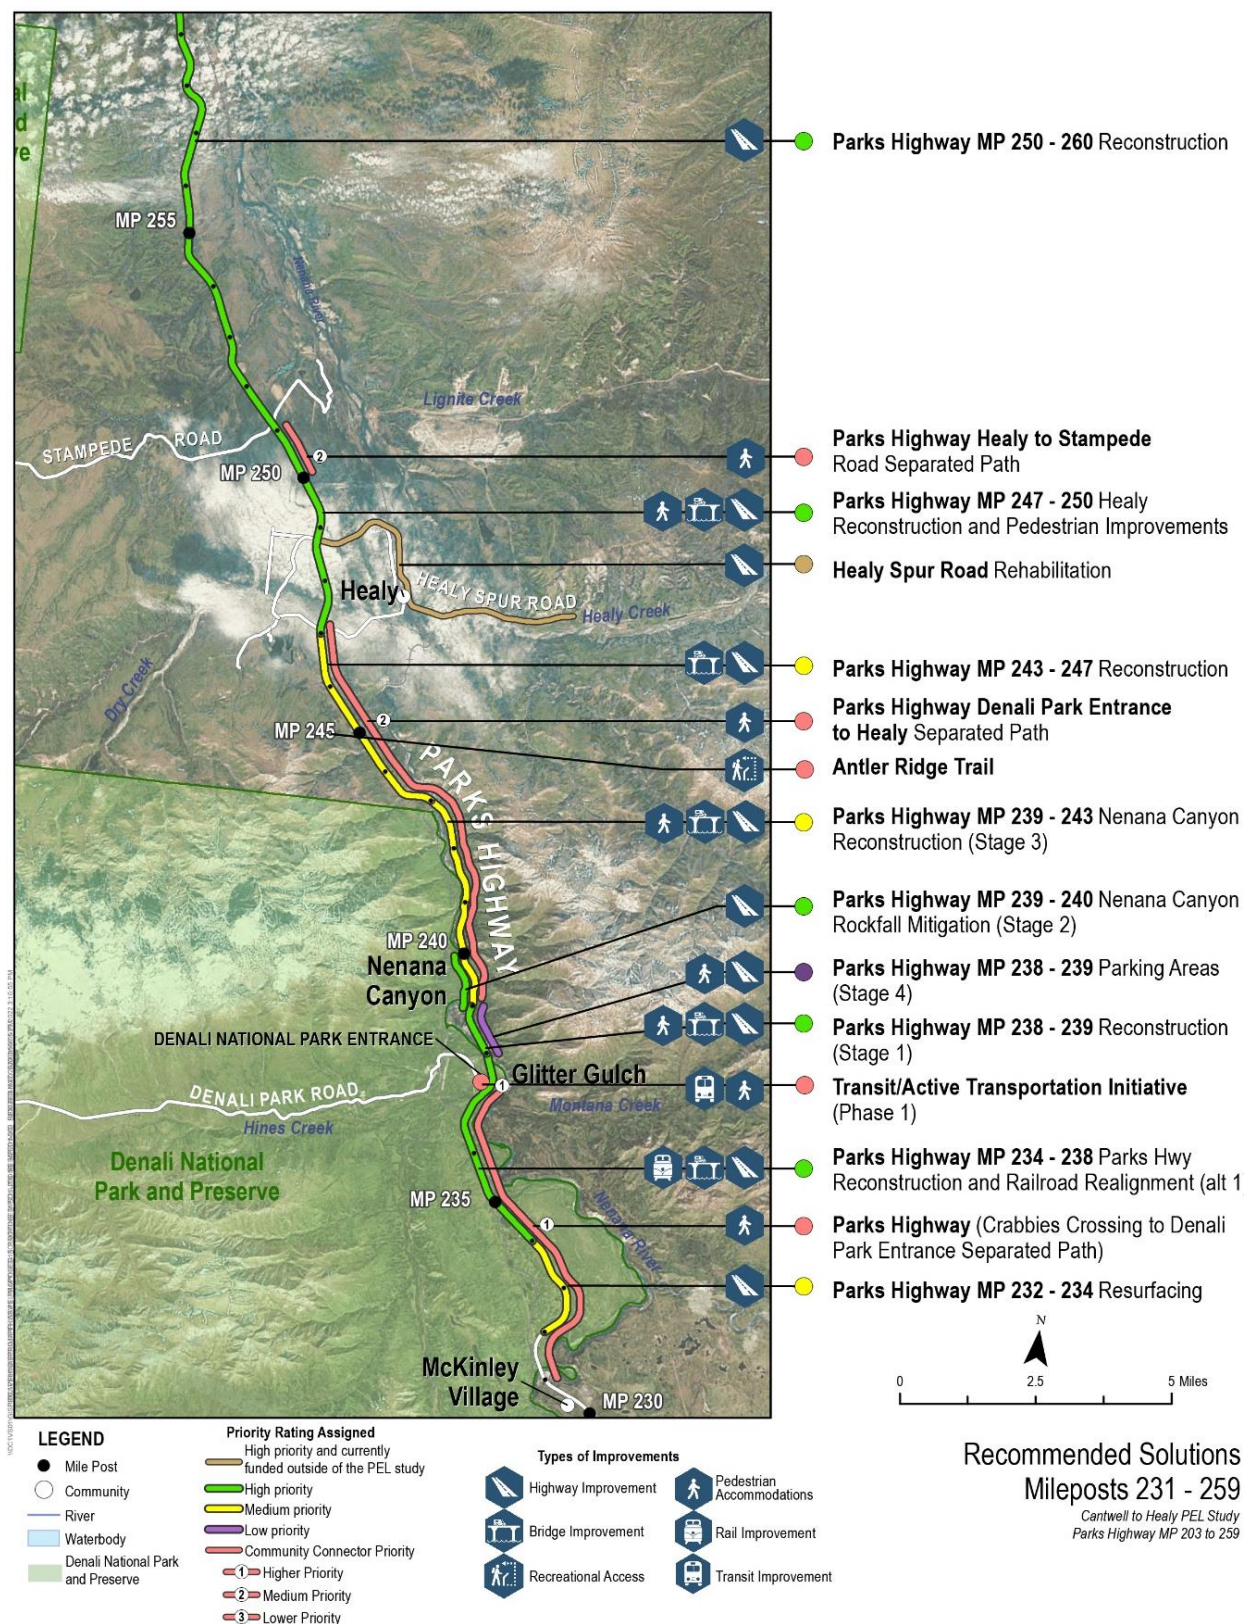 al
d
ve
MP 255
Nenana River
Lignite Creek
STAMPEDE ROAD
MP 250
2
Healy
HEALY SPUR ROAD
Healy Creek
Dry Creek
MP 245
2
PARKS HIGHWAY
MP 240
Nenana
Canyon
DENALI NATIONAL PARK ENTRANCE
Glitter Gulch
1
DENALI PARK ROAD
Montana Creek
Hines Creek
Denali National
Park and Preserve
MP 235
1
Nenana River
McKinley
Village
MP 230
Parks Highway MP 250 - 260 Reconstruction
Parks Highway Healy to Stampede
Road Separated Path
Parks Highway MP 247 - 250 Healy
Reconstruction and Pedestrian Improvements
Healy Spur Road Rehabilitation
Parks Highway MP 243 - 247 Reconstruction
Parks Highway Denali Park Entrance
to Healy Separated Path
Antler Ridge Trail
Parks Highway MP 239 - 243 Nenana Canyon
Reconstruction (Stage 3)
Parks Highway MP 239 - 240 Nenana Canyon
Rockfall Mitigation (Stage 2)
Parks Highway MP 238 - 239 Parking Areas
(Stage 4)
Parks Highway MP 238 - 239 Reconstruction
(Stage 1)
Transit/Active Transportation Initiative
(Phase 1)
Parks Highway MP 234 - 238 Parks Hwy
Reconstruction and Railroad Realignment (alt 1
Parks Highway (Crabbies Crossing to Denali
Park Entrance Separated Path)
Parks Highway MP 232 - 234 Resurfacing
N
0 2.5 5 Miles
LEGEND
Mile Post
Community
River
Waterbody
Denali National Park
and Preserve
Priority Rating Assigned
High priority and currently
funded outside of the PEL study
High priority
Medium priority
Low priority
Community Connector Priority
1 Higher Priority
2 Medium Priority
3 Lower Priority
Types of Improvements
Highway Improvement
Bridge Improvement
Recreational Access
Pedestrian
Accommodations
Rail Improvement
Transit Improvement
Recommended Solutions
Mileposts 231 - 259
Cantwell to Healy PEL Study
Parks Highway MP 203 to 259